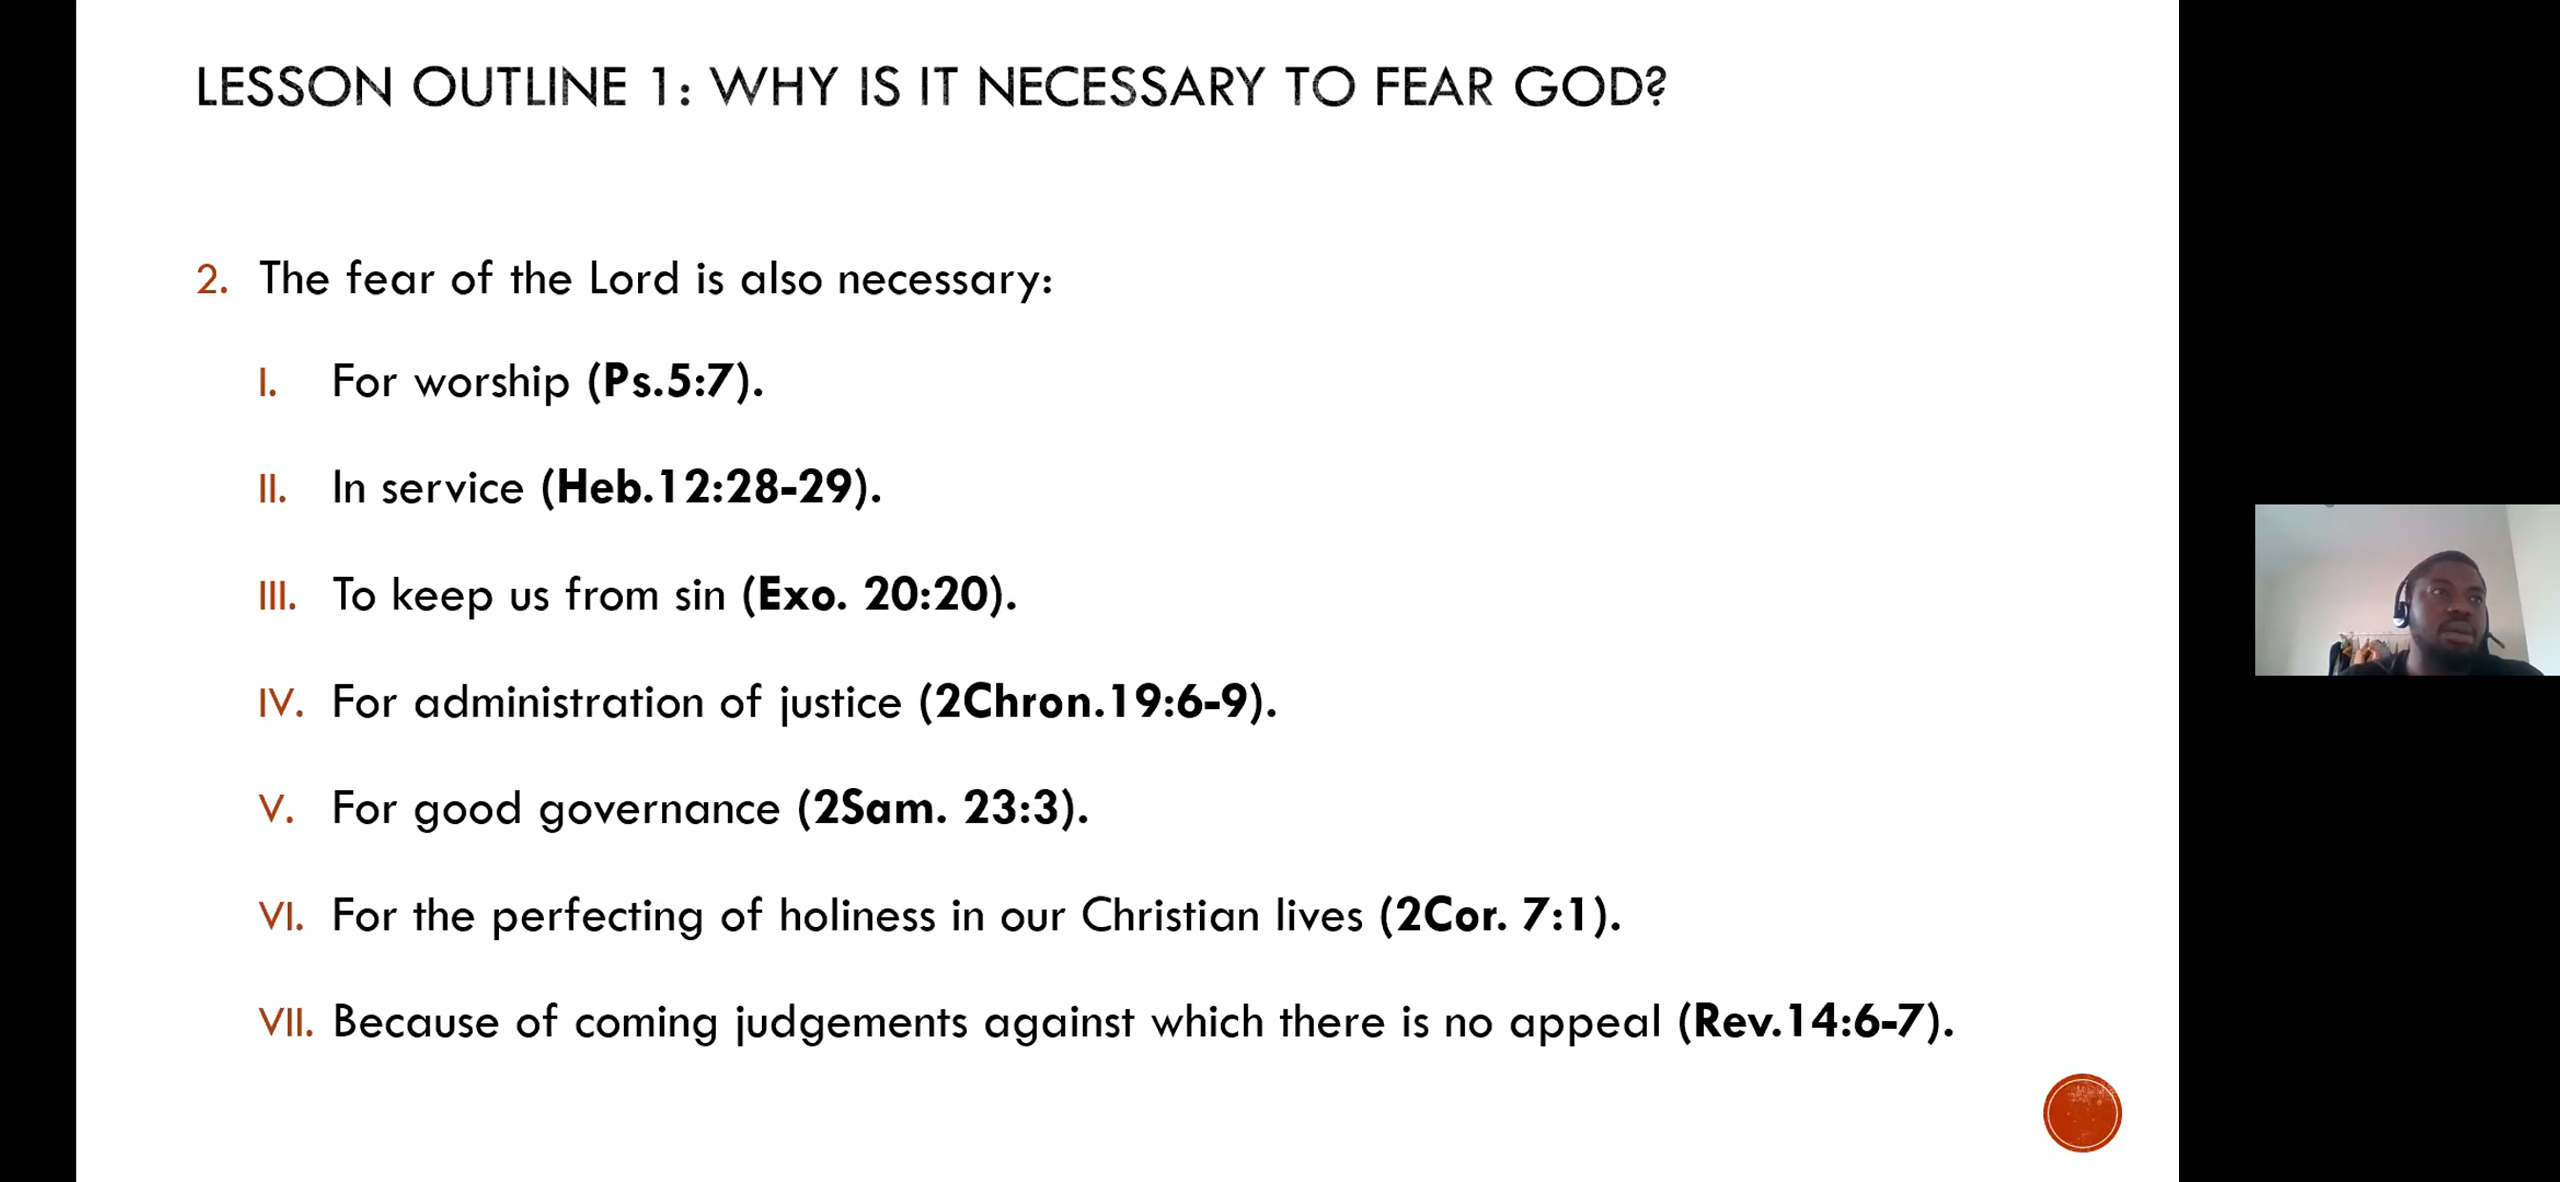 LESSON OUTLINE 1: WHY IS IT NECESSARY TO FEAR GOD?
2. The fear of the Lord is also necessary:
I. For worship (Ps.5:7).
II. In service (Heb.12:28-29).
III. To keep us from sin (Exo. 20:20).
IV. For administration of justice (2Chron.19:6-9).
V. For good governance (2Sam. 23:3).
VI. For the perfecting of holiness in our Christian lives (2Cor. 7:1).
VII. Because of coming judgements against which there is no appeal (Rev.14:6-7).